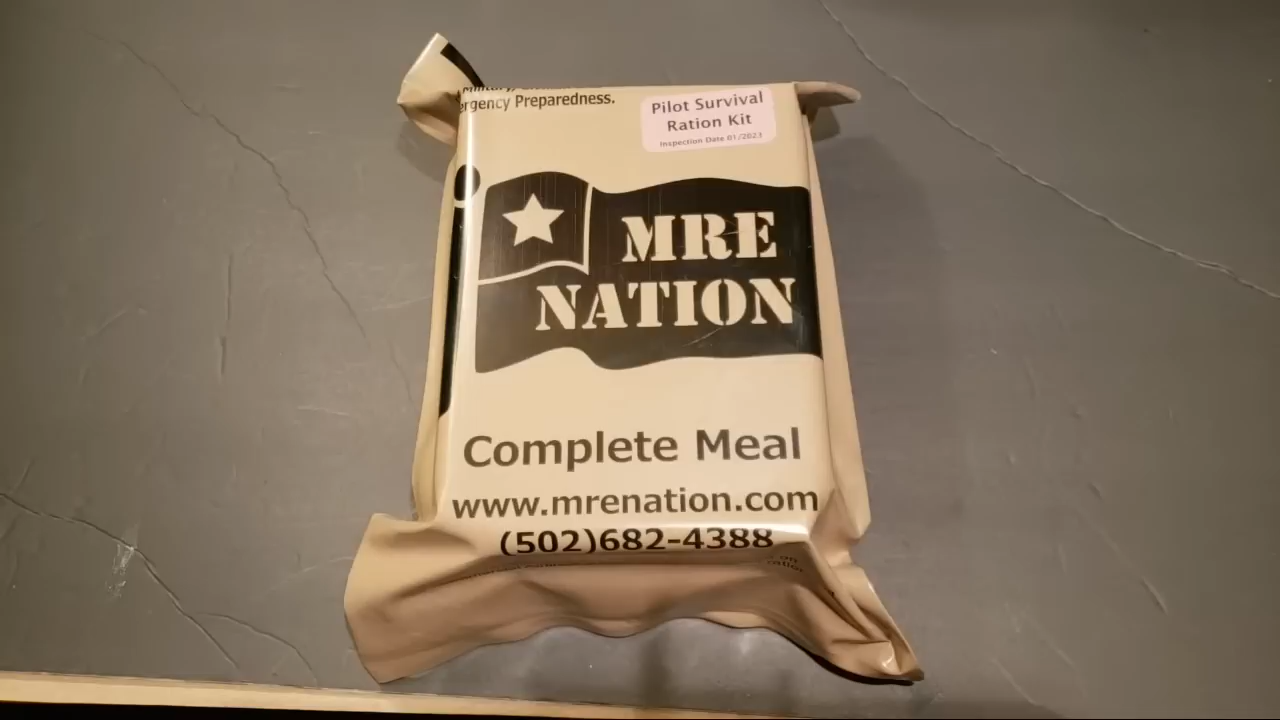 rgency Preparedness.
Pilot Survival
Ration Kit
Inspection Date 01/2023
MRE
NATION
Complete Meal
www.mrenation.com
(502)682-4388